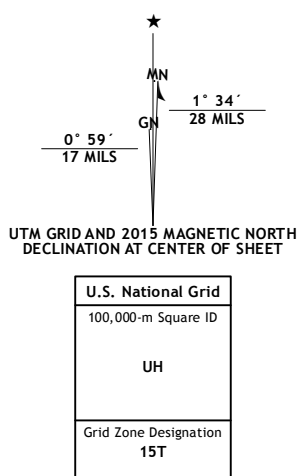 ★
MN
1° 34´
28 MILS
GN
0° 59´
17 MILS
UTM GRID AND 2015 MAGNETIC NORTH
DECLINATION AT CENTER OF SHEET
U.S. National Grid
100,000-m Square ID
UH
Grid Zone Designation
15T